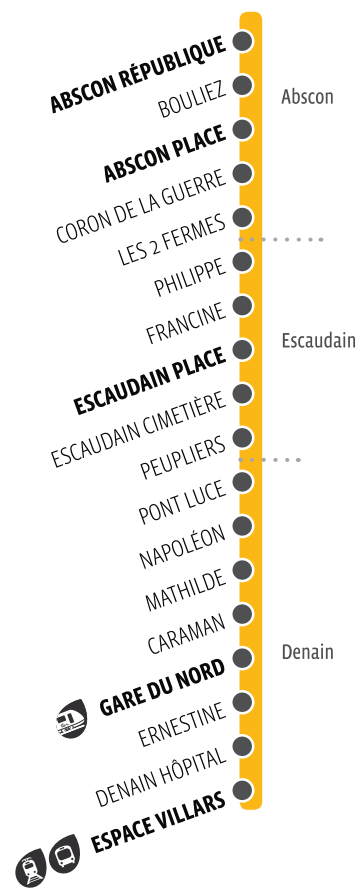 ABSCON RÉPUBLIQUE
BOULIEZ
Abscon
ABSCON PLACE
CORON DE LA GUERRE
LES 2 FERMES
PHILIPPE
FRANCINE
Escaudain
ESCAUDAIN PLACE
ESCAUDAIN CIMETIÈRE
PEUPLIERS
PONT LUCE
NAPOLÉON
MATHILDE
CARAMAN
Denain
GARE DU NORD
ERNESTINE
DENAIN HÔPITAL
ESPACE VILLARS